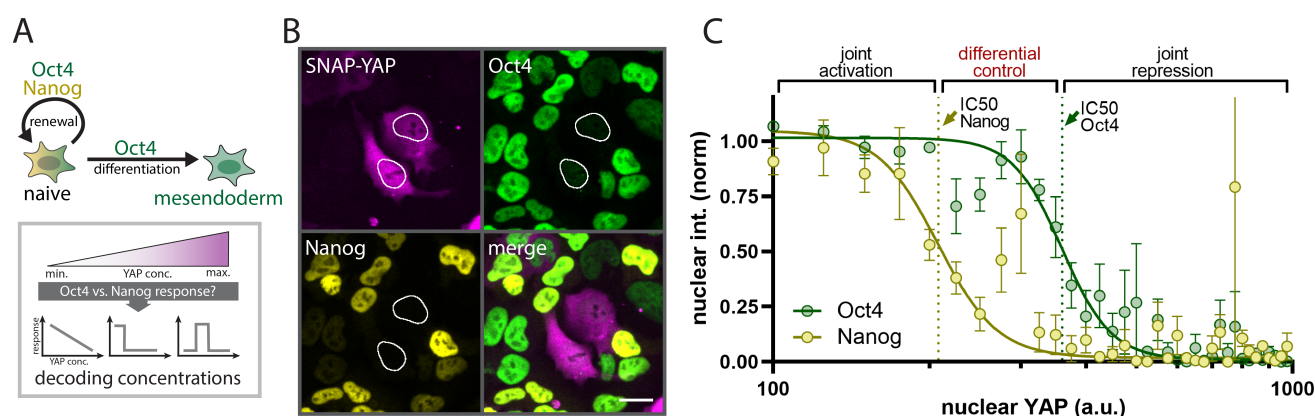 A
Oct4
Nanog
renewal
Oct4
differentiation
naive
mesendoderm
min.
YAP conc.
max.
Oct4 vs. Nanog response?
response
YAP conc.
decoding concentrations
B
SNAP-YAP
Oct4
Nanog
merge
C
joint
activation
differential
control
joint
repression
IC50
Nanog
IC50
Oct4
nuclear int. (norm)
1.00
0.75
0.50
0.25
0.00
Oct4
Nanog
100
1000
nuclear YAP (a.u.)